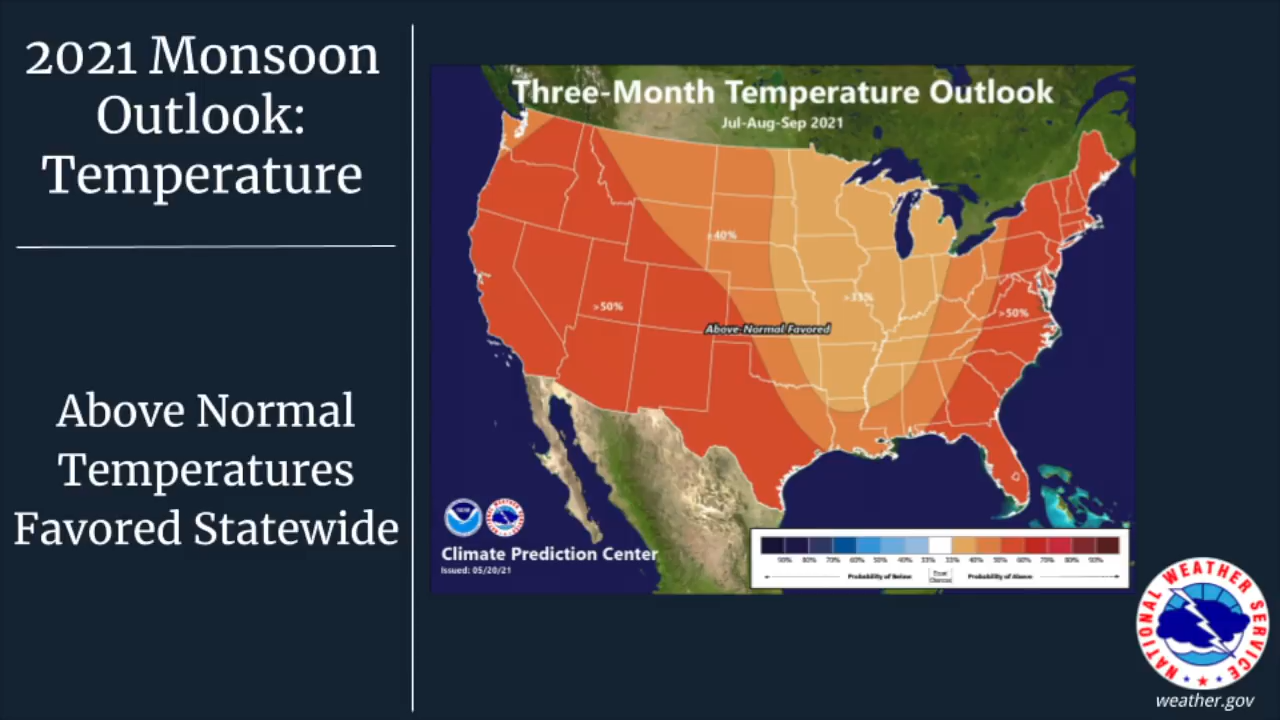 2021 Monsoon
Outlook:
Temperature
Above Normal
Temperatures
Favored Statewide
Three-Month Temperature Outlook
Jul-Aug-Sep 2021
>40%
>50%
>33%
>50%
Above-Normal Favored
Climate Prediction Center
Issued: 05/20/21
90% 80% 70% 60% 50% 40% 33% 33% 40% 50% 60% 70% 80% 90%
Probability of Below
Equal
Chances
Probability of Above
NATIONAL WEATHER SERVICE
weather.gov